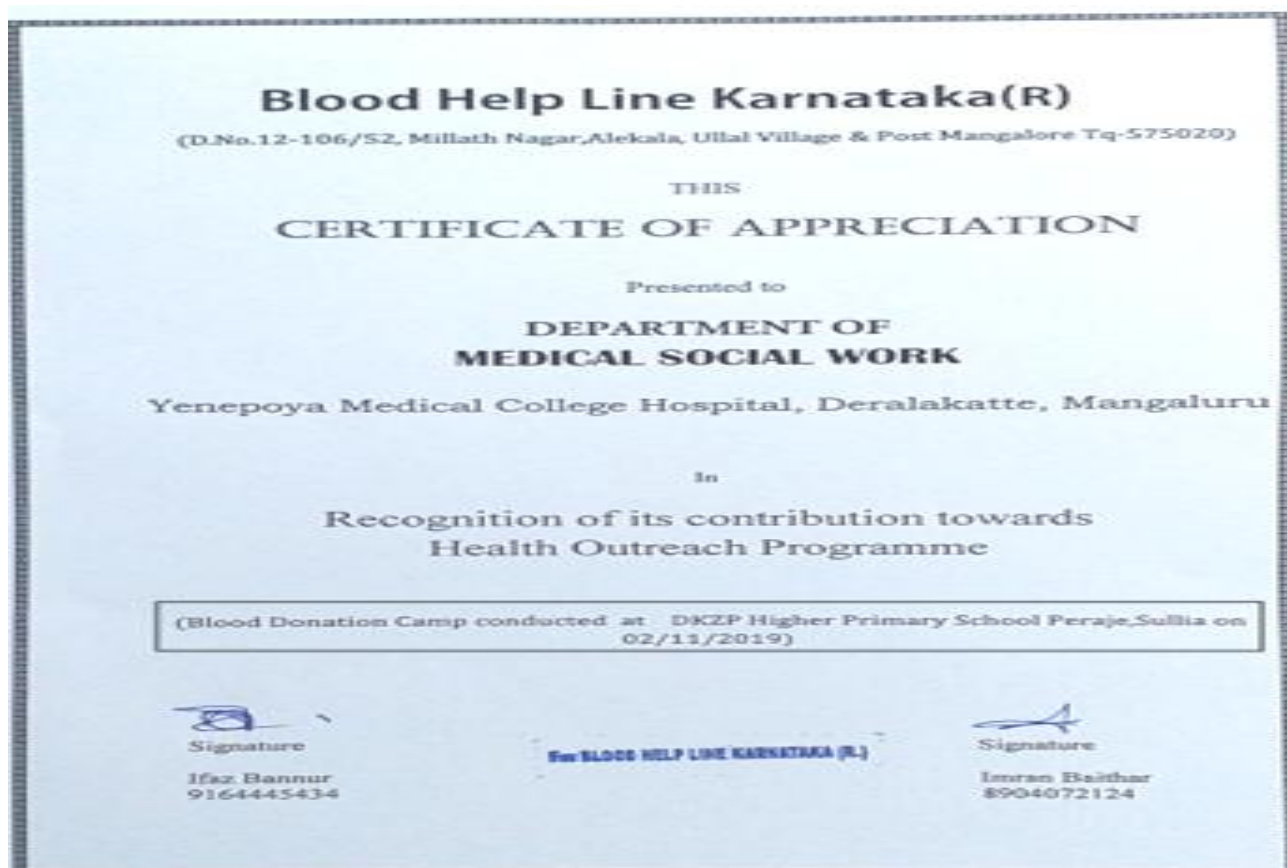 Blood Help Line Karnataka(R)
(D.No.12-106/S2, Millath Nagar,Alekala, Ullal Village & Post Mangalore Tq-575020)
THIS
CERTIFICATE OF APPRECIATION
Presented to
DEPARTMENT OF
MEDICAL SOCIAL WORK
Yenepoya Medical College Hospital, Deralakatte, Mangaluru
In
Recognition of its contribution towards
Health Outreach Programme
(Blood Donation Camp conducted at DKZP Higher Primary School Peraje,Sullia on
02/11/2019)
Signature
Ifaz Bannur
9164445434
For BLOOD HELP LINE KARNATAKA (R.)
Signature
Imran Baithar
8904072124